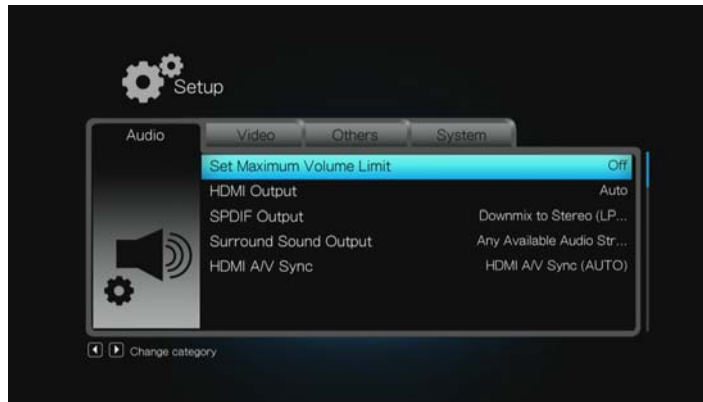 Setup
Audio Video Others System
Set Maximum Volume Limit Off
HDMI Output Auto
SPDIF Output Downmix to Stereo (LP...
Surround Sound Output Any Available Audio Str...
HDMI A/V Sync HDMI A/V Sync (AUTO)
Change category